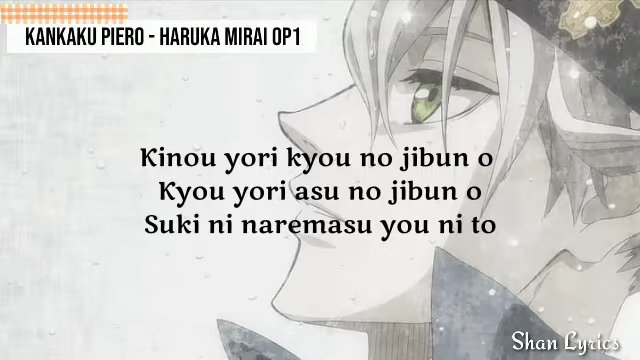 KANKAKU PIERO - HARUKA MIRAI OP1
Kinou yori kyou no jibun o
Kyou yori asu no jibun o
Suki ni naremasu you ni to
Shan Lyrics